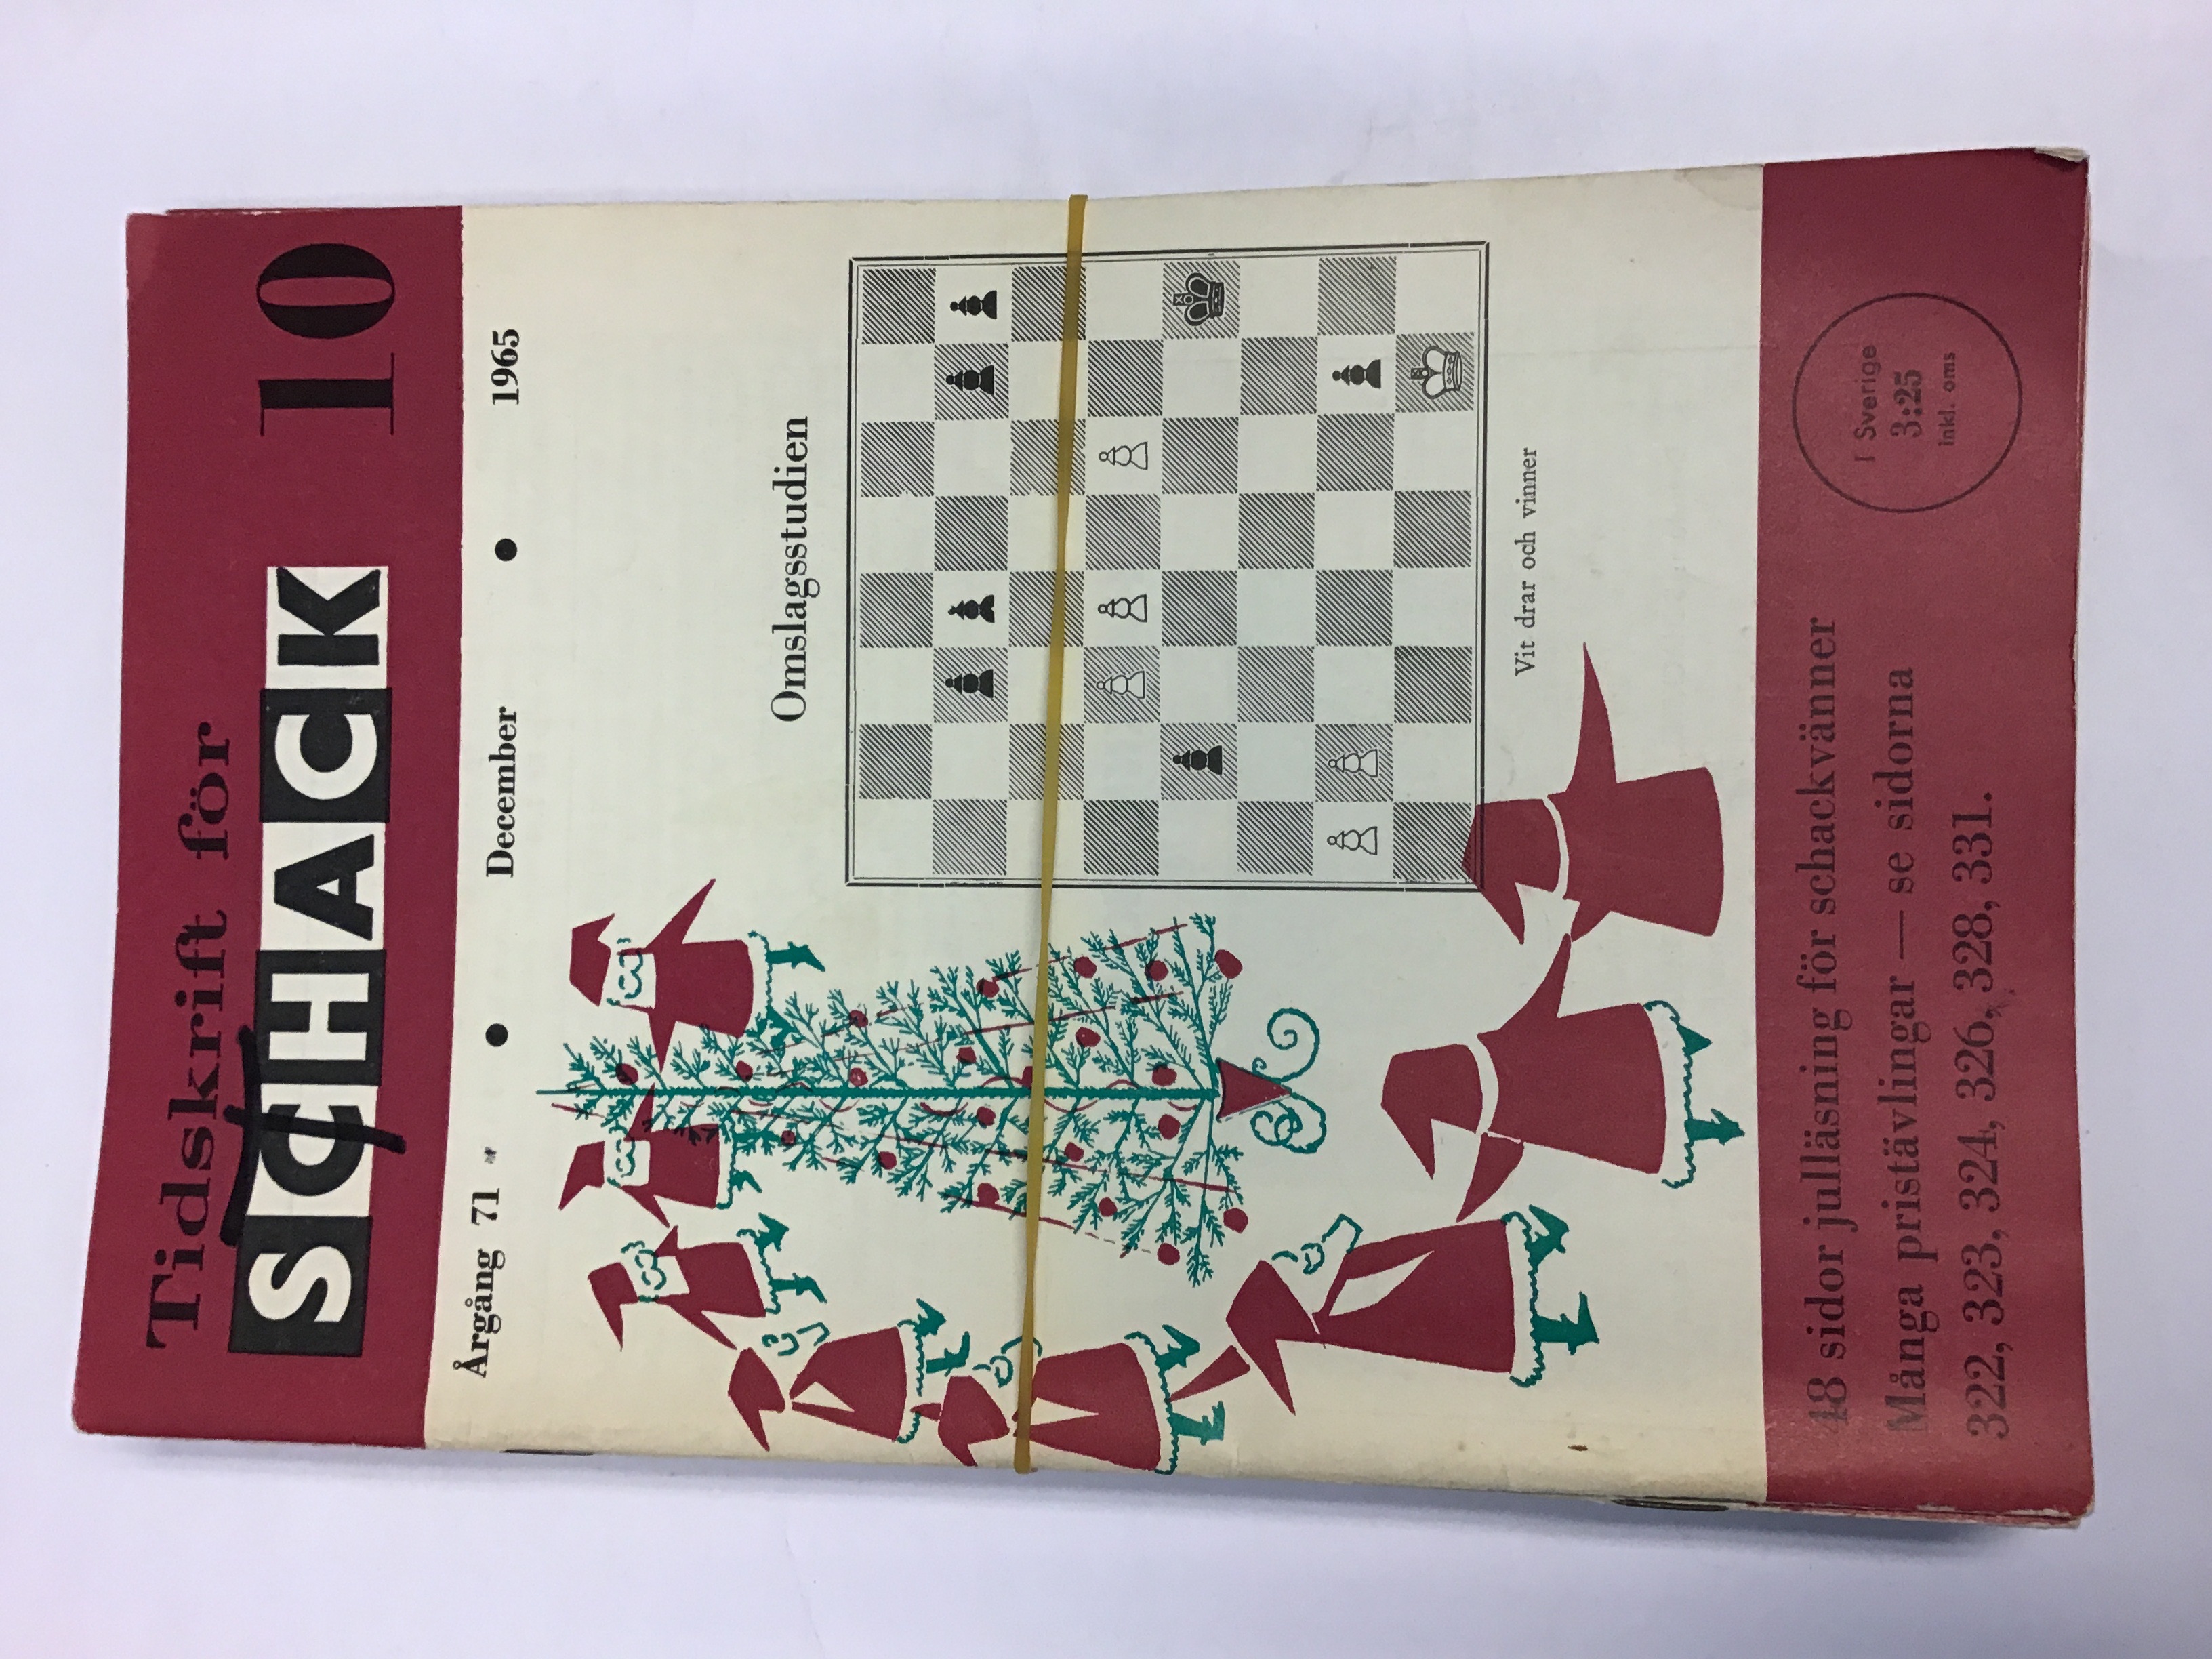 Tidskrift för
SCHACK 10
Årgång 71 • December • 1965
Omslagsstudien
Vit drar och vinner
48 sidor julläsning för schackvänner
Många pristävlingar — se sidorna
322, 323, 324, 326, 328, 331.
I Sverige
3:25
inkl. oms